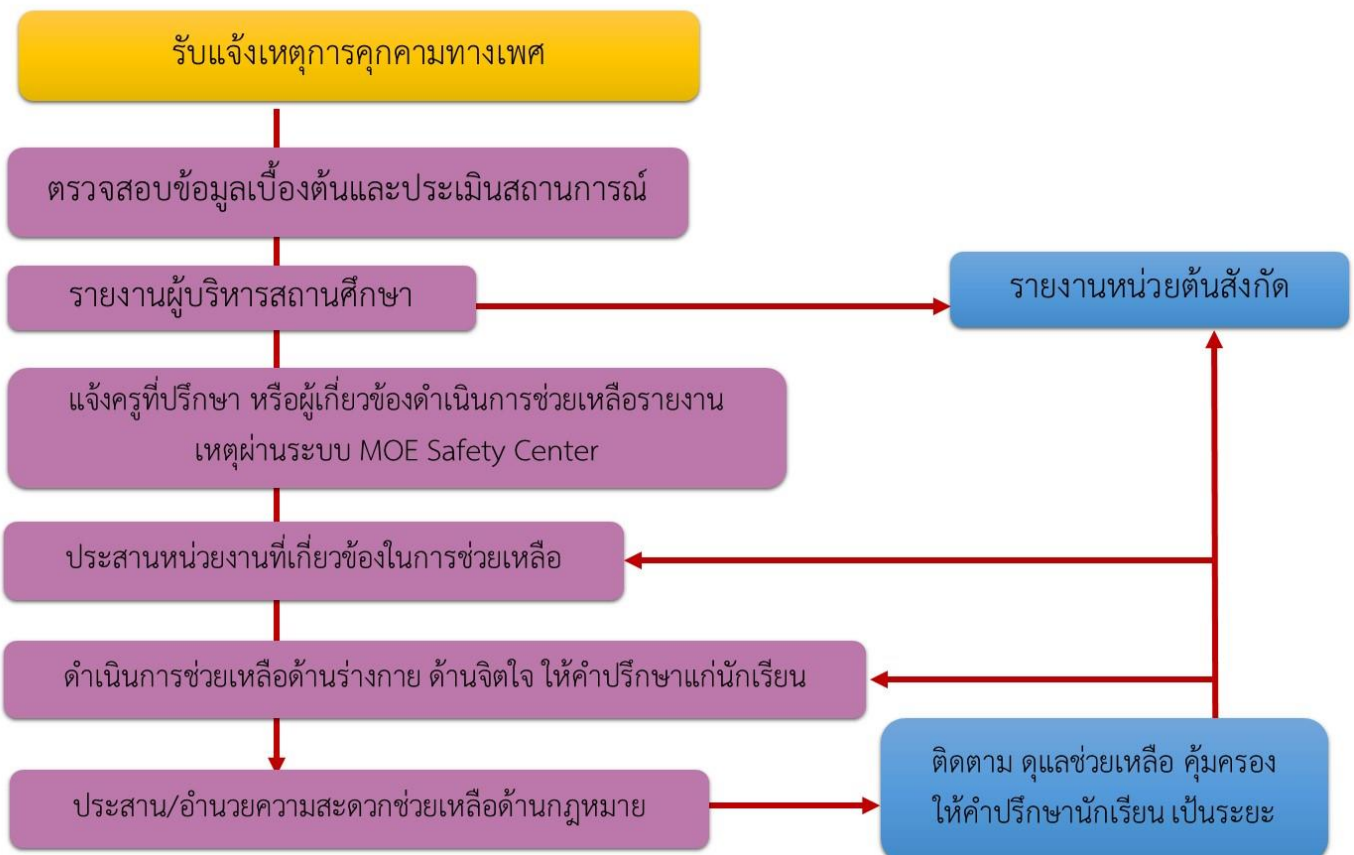 รับแจ้งเหตุการคุกคามทางเพศ
ตรวจสอบข้อมูลเบื้องต้นและประเมินสถานการณ์
รายงานผู้บริหารสถานศึกษา
รายงานหน่วยต้นสังกัด
แจ้งครูที่ปรึกษา หรือผู้เกี่ยวข้องดำเนินการช่วยเหลือรายงาน
เหตุผ่านระบบ MOE Safety Center
ประสานหน่วยงานที่เกี่ยวข้องในการช่วยเหลือ
ดำเนินการช่วยเหลือด้านร่างกาย ด้านจิตใจ ให้คำปรึกษาแก่นักเรียน
ประสาน/อำนวยความสะดวกช่วยเหลือด้านกฎหมาย
ติดตาม ดูแลช่วยเหลือ คุ้มครอง
ให้คำปรึกษานักเรียน เป็นระยะ